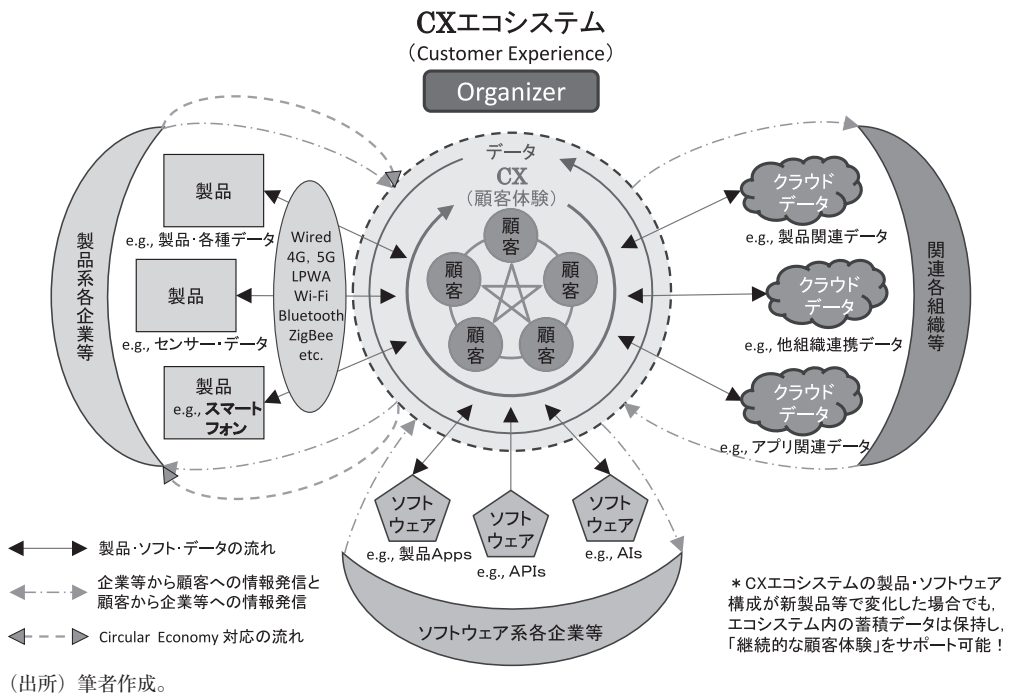 CXエコシステム
（Customer Experience）
Organizer
データ
CX
（顧客体験）
顧
客
顧
客
顧
客
顧
客
顧
客
製品系各企業等
製品
e.g., 製品・各種データ
製品
e.g., センサー・データ
製品
e.g., スマート
フォン
Wired
4G, 5G
LPWA
Wi-Fi
Bluetooth
ZigBee
etc.
クラウド
データ
e.g., 製品関連データ
クラウド
データ
e.g., 他組織連携データ
クラウド
データ
e.g., アプリ関連データ
関連各組織等
ソフト
ウェア
e.g., 製品Apps
ソフト
ウェア
e.g., APIs
ソフト
ウェア
e.g., AIs
ソフトウェア系各企業等
製品・ソフト・データの流れ
企業等から顧客への情報発信と
顧客から企業等への情報発信
Circular Economy 対応の流れ
＊CXエコシステムの製品・ソフトウェア
構成が新製品等で変化した場合でも，
エコシステム内の蓄積データは保持し，
「継続的な顧客体験」をサポート可能！
（出所）筆者作成。